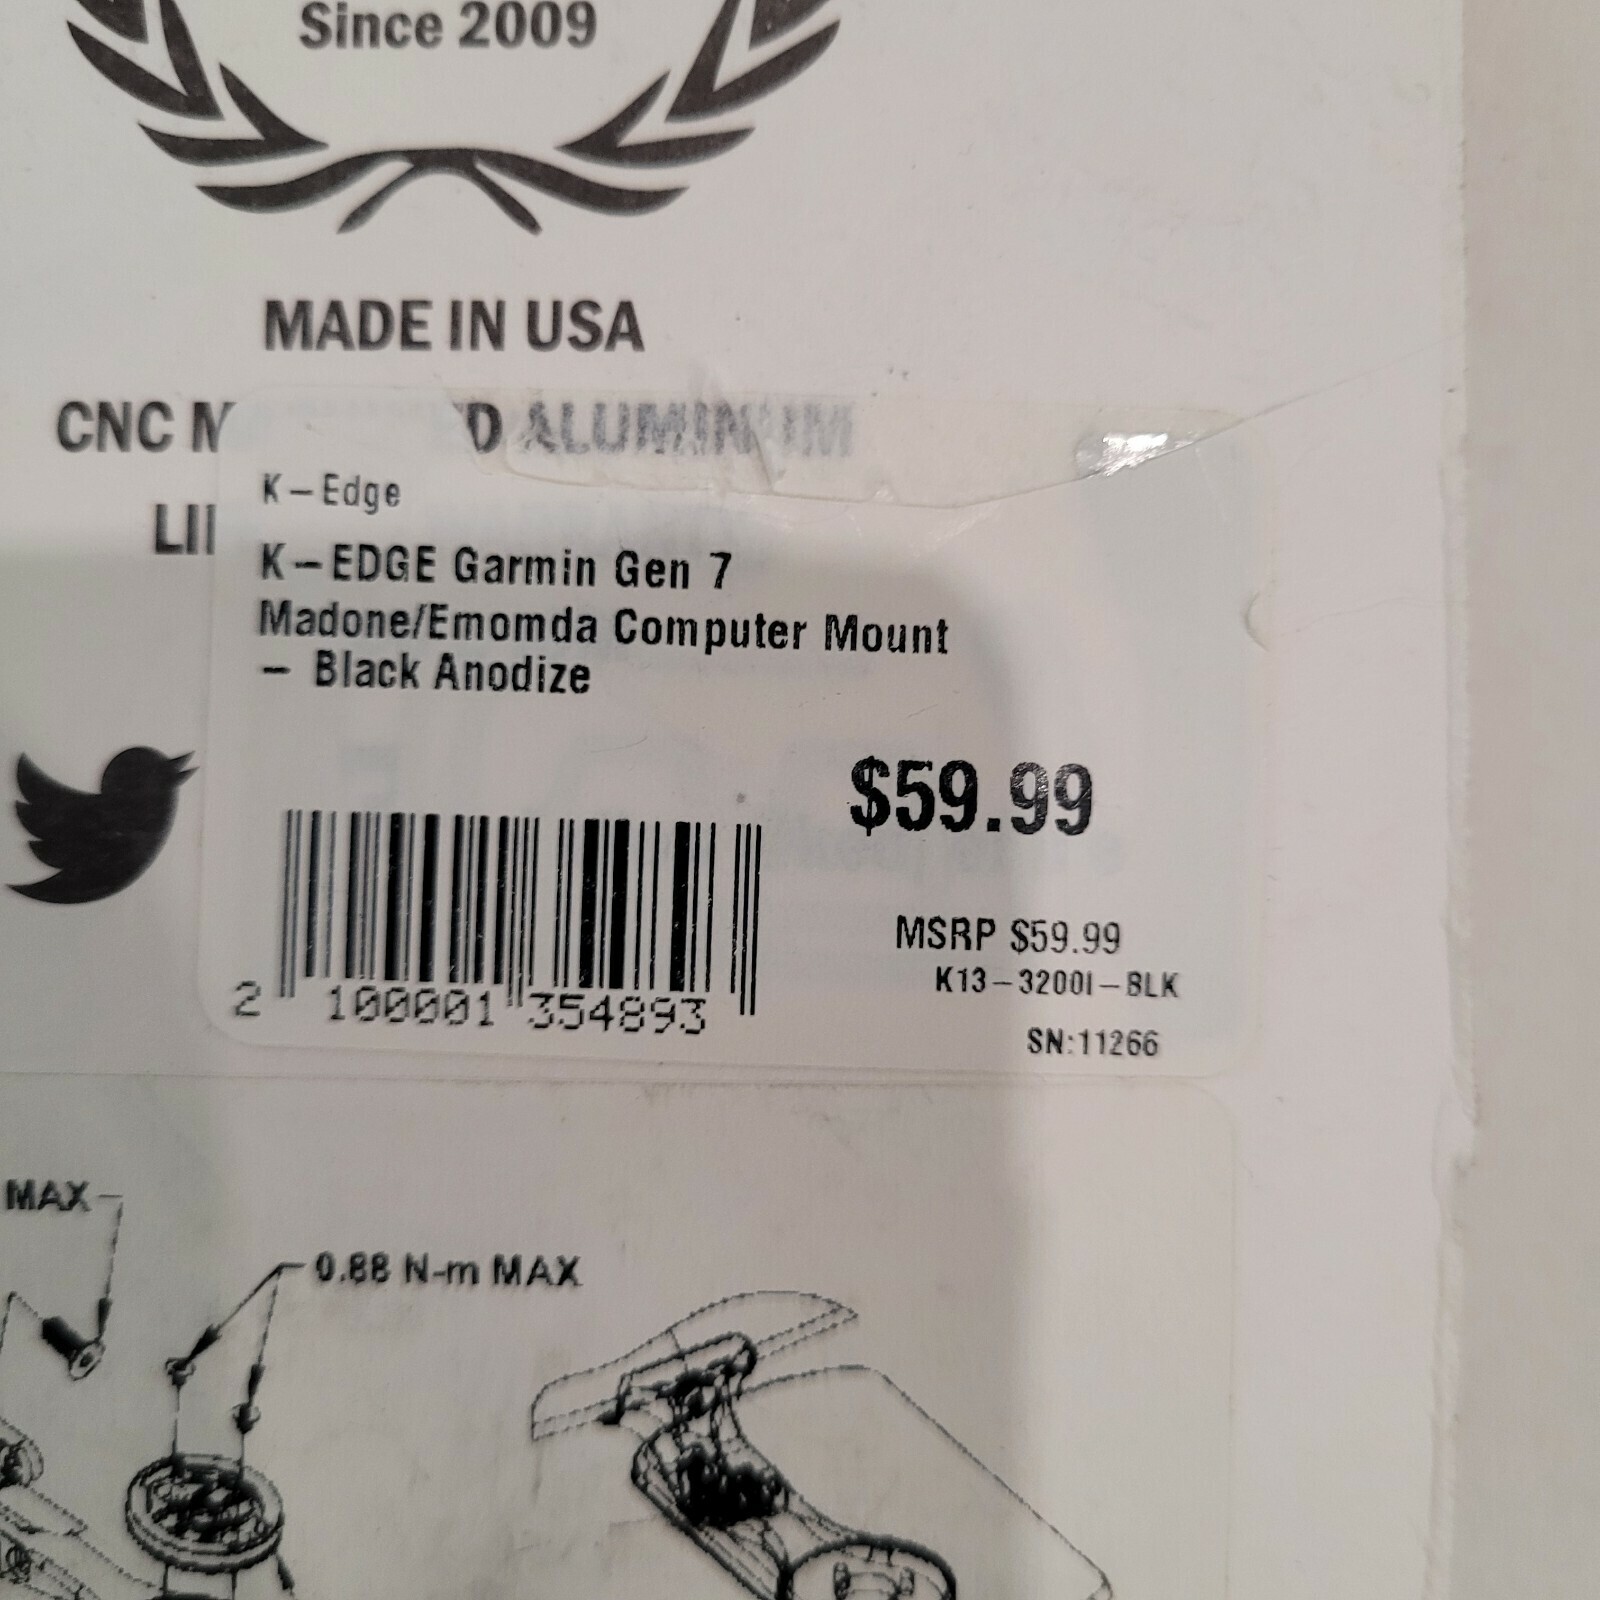 Since 2009
MADE IN USA
CNC M D ALUMINUM
LI
K-Edge
K-EDGE Garmin Gen 7
Madone/Emomda Computer Mount
- Black Anodize
$59.99
MSRP $59.99
K13-3200I-BLK
2 100001 354893
SN:11266
MAX
0.88 N-m MAX